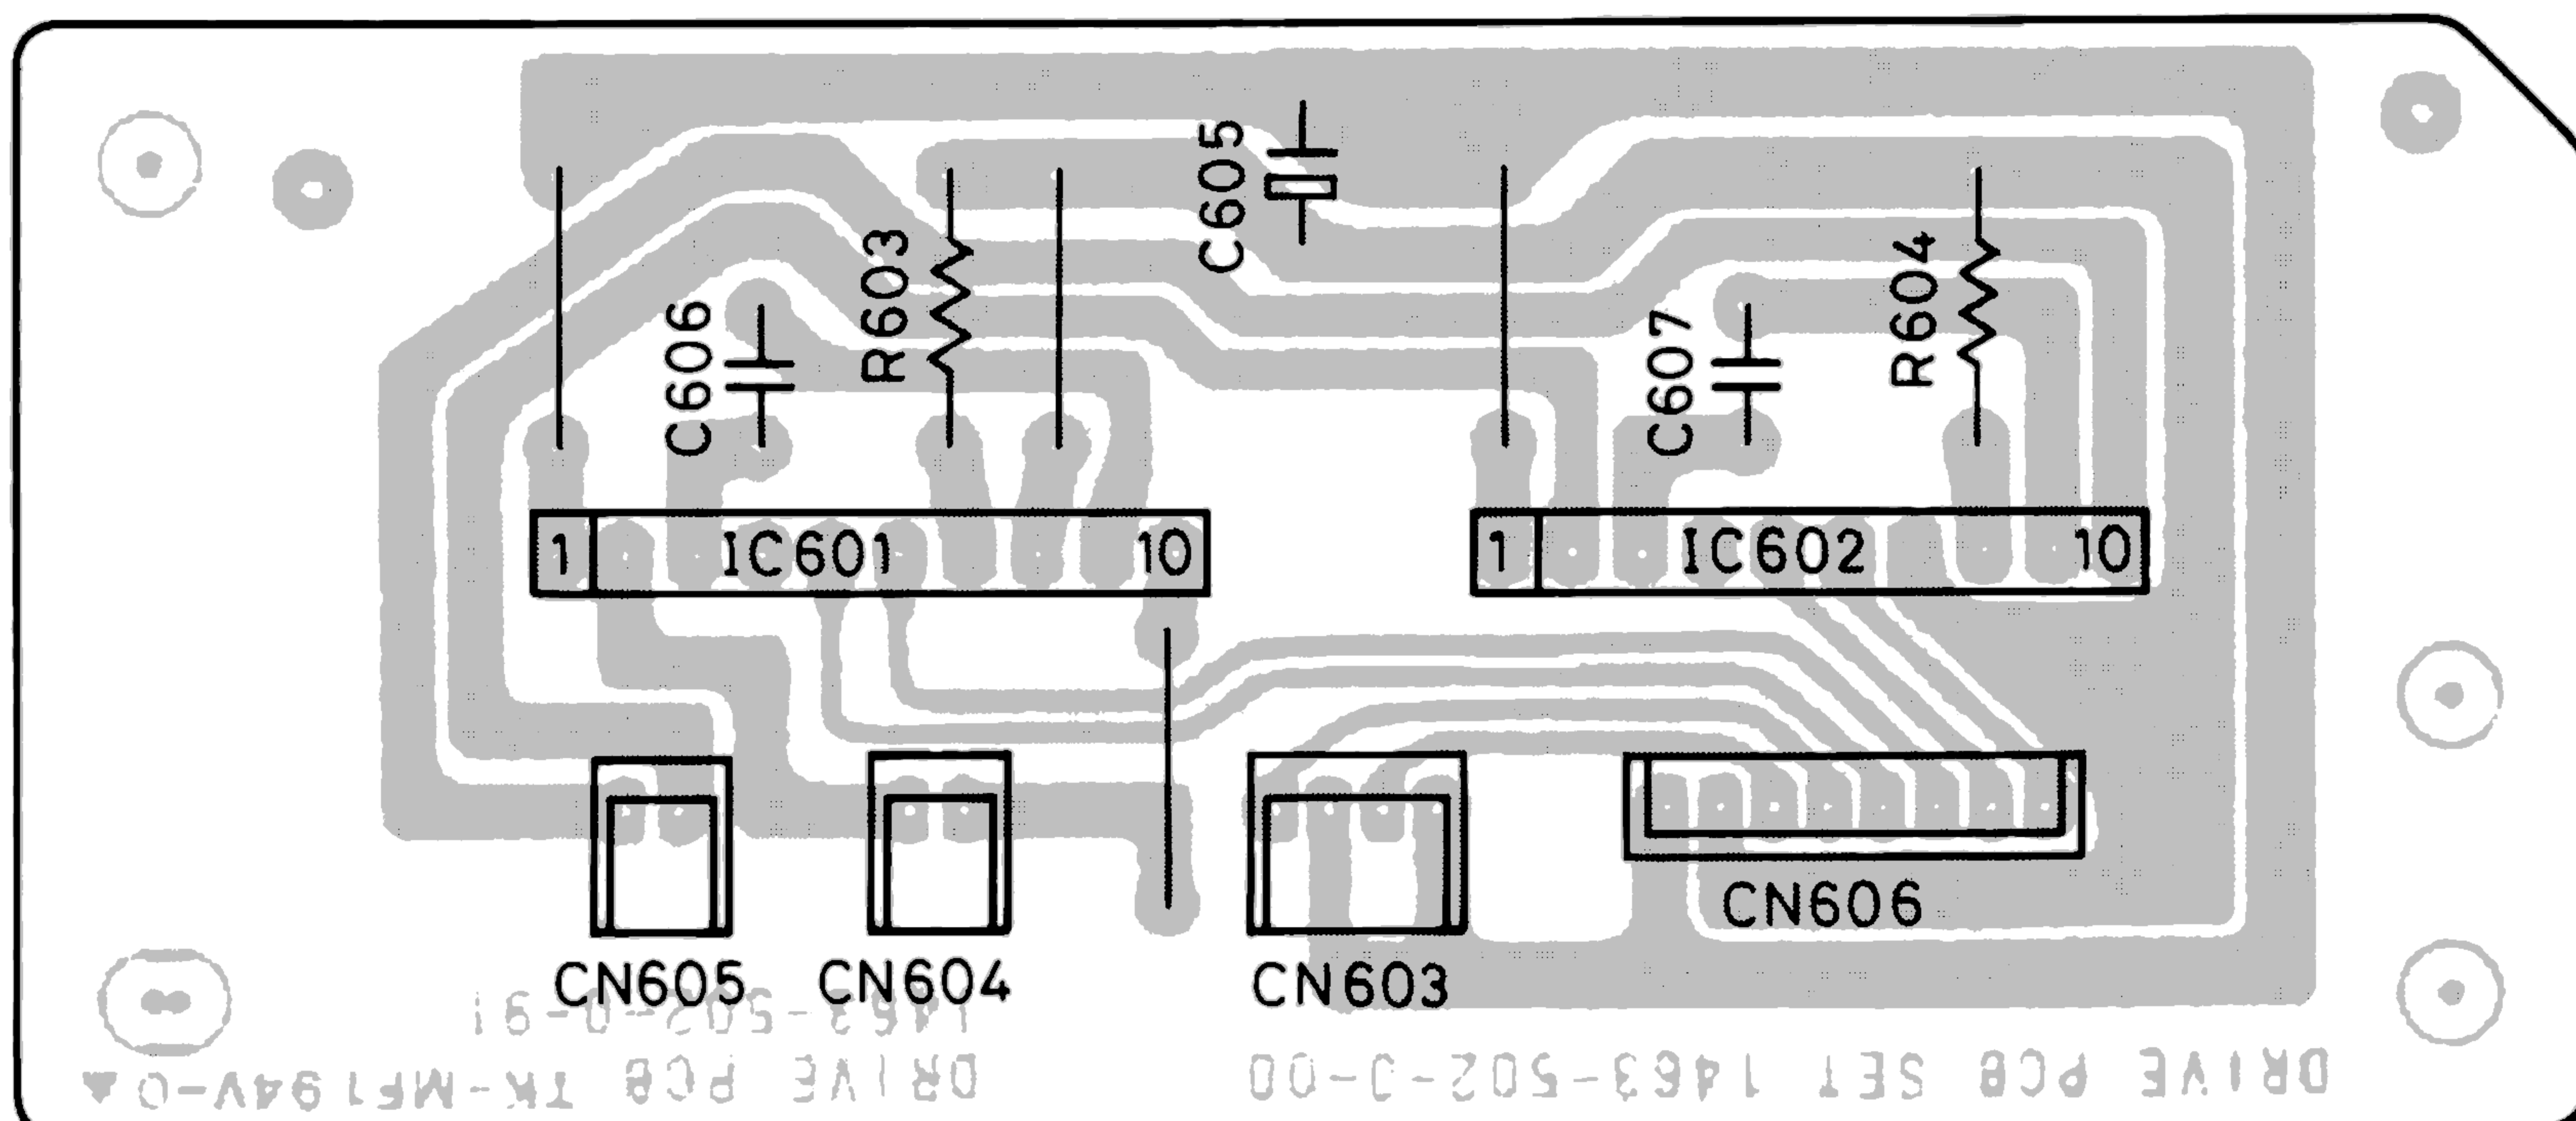 C605
R603
R604
C606
C607
1 IC601 10
1 IC602 10
CN606
CN605 CN604 CN603
1463-502-0-91
DRIVE PCB TK-MF194V-0
DRIVE PCB SET 1463-502-J-00